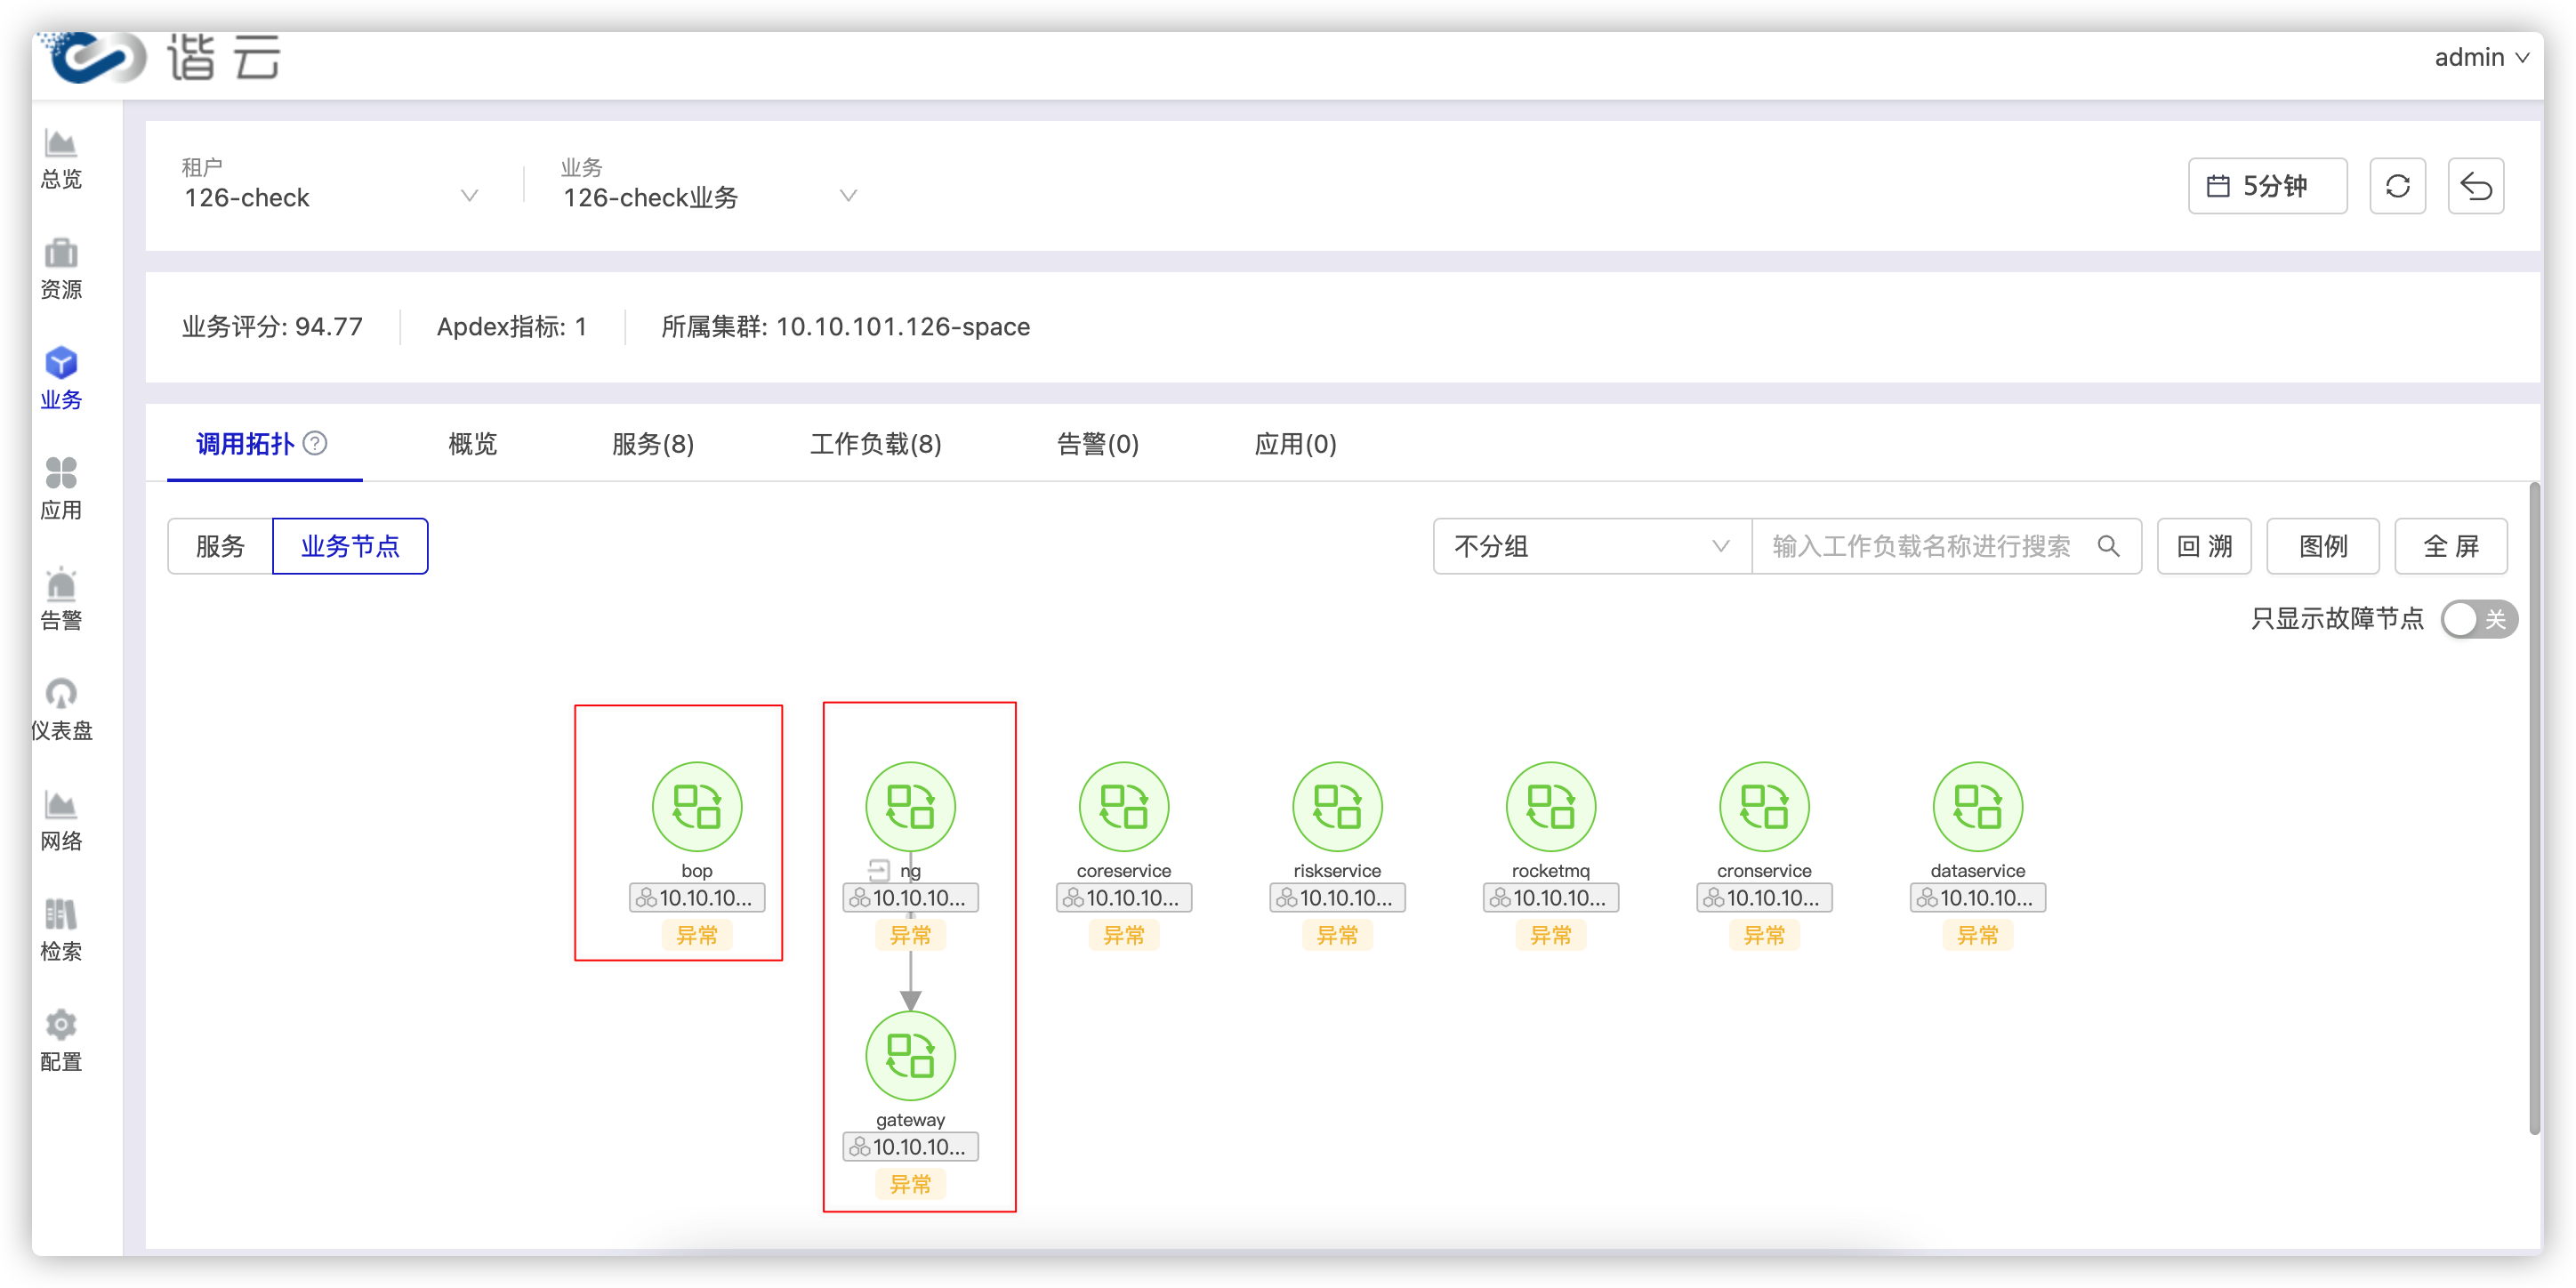 谐云
admin
总览
资源
业务
应用
告警
仪表盘
网络
检索
配置
租户
126-check
业务
126-check业务
5分钟
业务评分: 94.77
Apdex指标: 1
所属集群: 10.10.101.126-space
调用拓扑
概览
服务(8)
工作负载(8)
告警(0)
应用(0)
服务
业务节点
不分组
输入工作负载名称进行搜索
回 溯
图例
全 屏
只显示故障节点
关
bop
10.10.10...
异常
ng
10.10.10...
异常
coreservice
10.10.10...
异常
riskservice
10.10.10...
异常
rocketmq
10.10.10...
异常
cronservice
10.10.10...
异常
dataservice
10.10.10...
异常
gateway
10.10.10...
异常